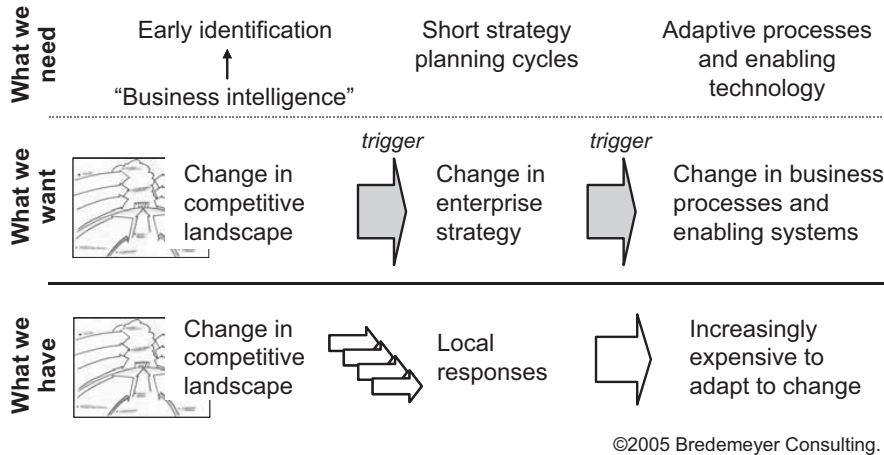 What we
need
Early identification
“Business intelligence”
Short strategy
planning cycles
Adaptive processes
and enabling
technology
What we
want
Change in
competitive
landscape
trigger
Change in
enterprise
strategy
trigger
Change in business
processes and
enabling systems
What we
have
Change in
competitive
landscape
Local
responses
Increasingly
expensive to
adapt to change
©2005 Bredemeyer Consulting.